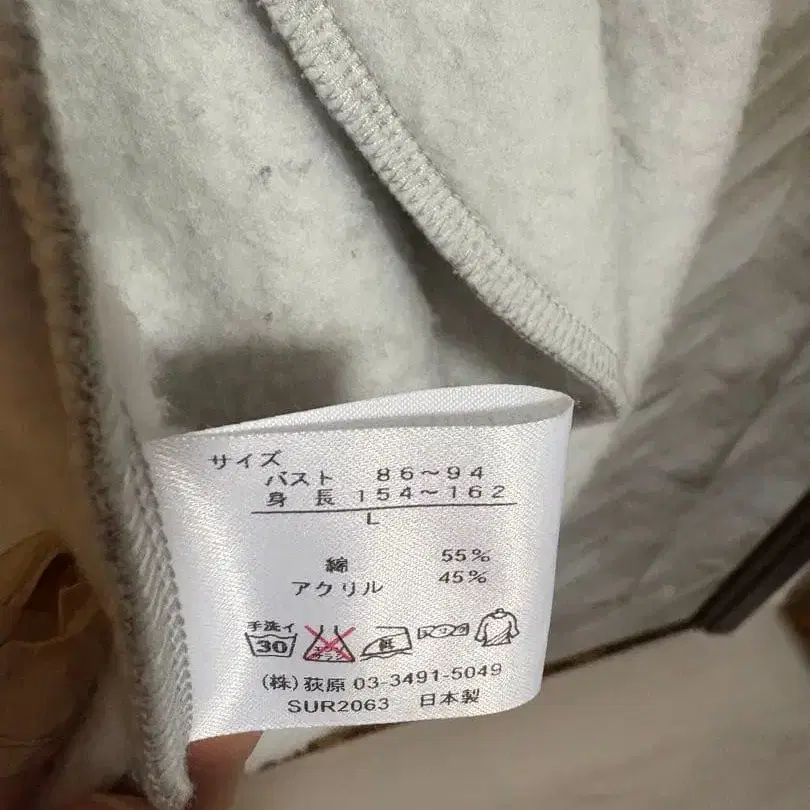 サイズ
バスト 86～94
身長 154～162
L
綿 55%
アクリル 45%
手洗イ
30
低
(株)荻原 03-3491-5049
SUR2063 日本製